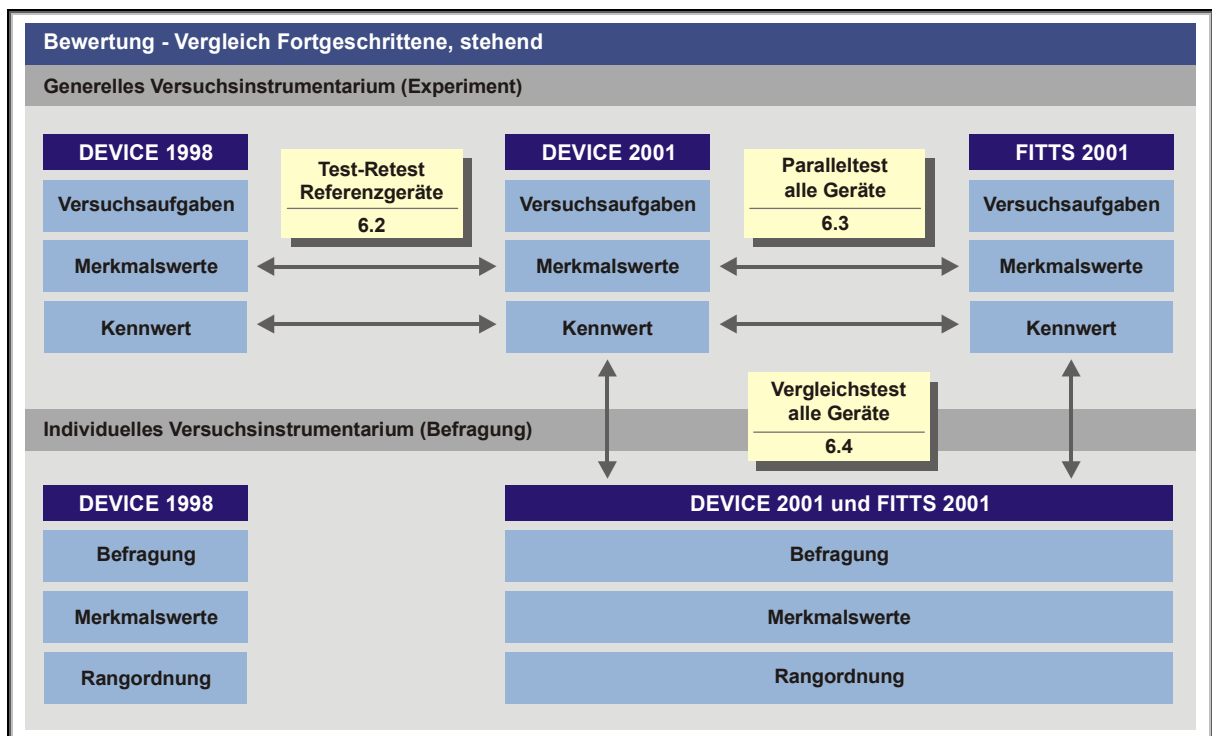 Bewertung - Vergleich Fortgeschrittene, stehend
Generelles Versuchsinstrumentarium (Experiment)
DEVICE 1998
Versuchsaufgaben
Merkmalswerte
Kennwert
Test-Retest
Referenzgeräte
6.2
DEVICE 2001
Versuchsaufgaben
Merkmalswerte
Kennwert
Paralleltest
alle Geräte
6.3
FITTS 2001
Versuchsaufgaben
Merkmalswerte
Kennwert
Vergleichstest
alle Geräte
6.4
Individuelles Versuchsinstrumentarium (Befragung)
DEVICE 1998
Befragung
Merkmalswerte
Rangordnung
DEVICE 2001 und FITTS 2001
Befragung
Merkmalswerte
Rangordnung